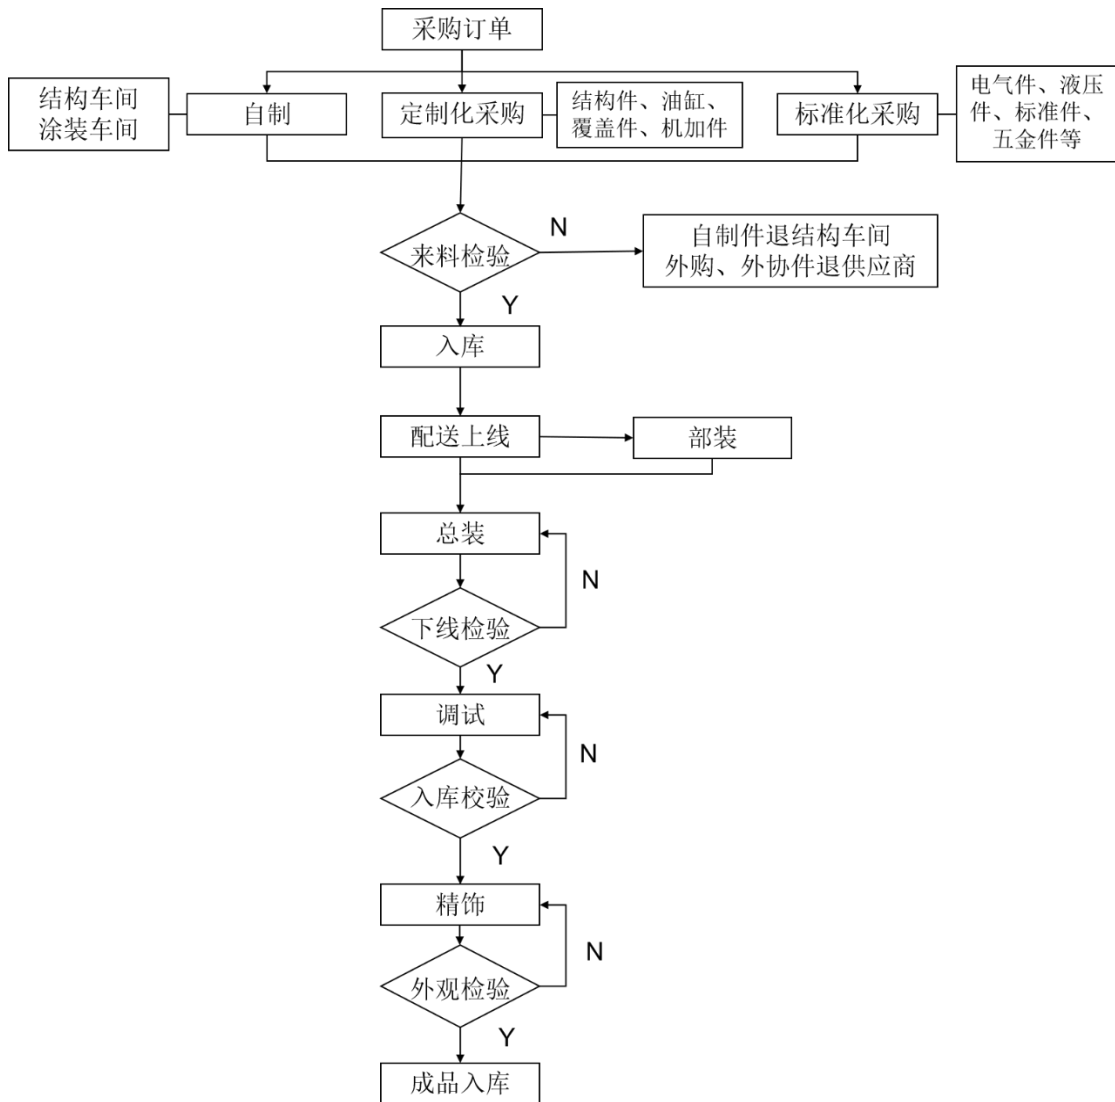 采购订单
结构车间
涂装车间
自制
定制化采购
结构件、油缸、
覆盖件、机加件
标准化采购
电气件、液压
件、标准件、
五金件等
来料检验
N
自制件退结构车间
外购、外协件退供应商
Y
入库
配送上线
部装
总装
N
下线检验
Y
调试
N
入库校验
Y
精饰
N
外观检验
Y
成品入库